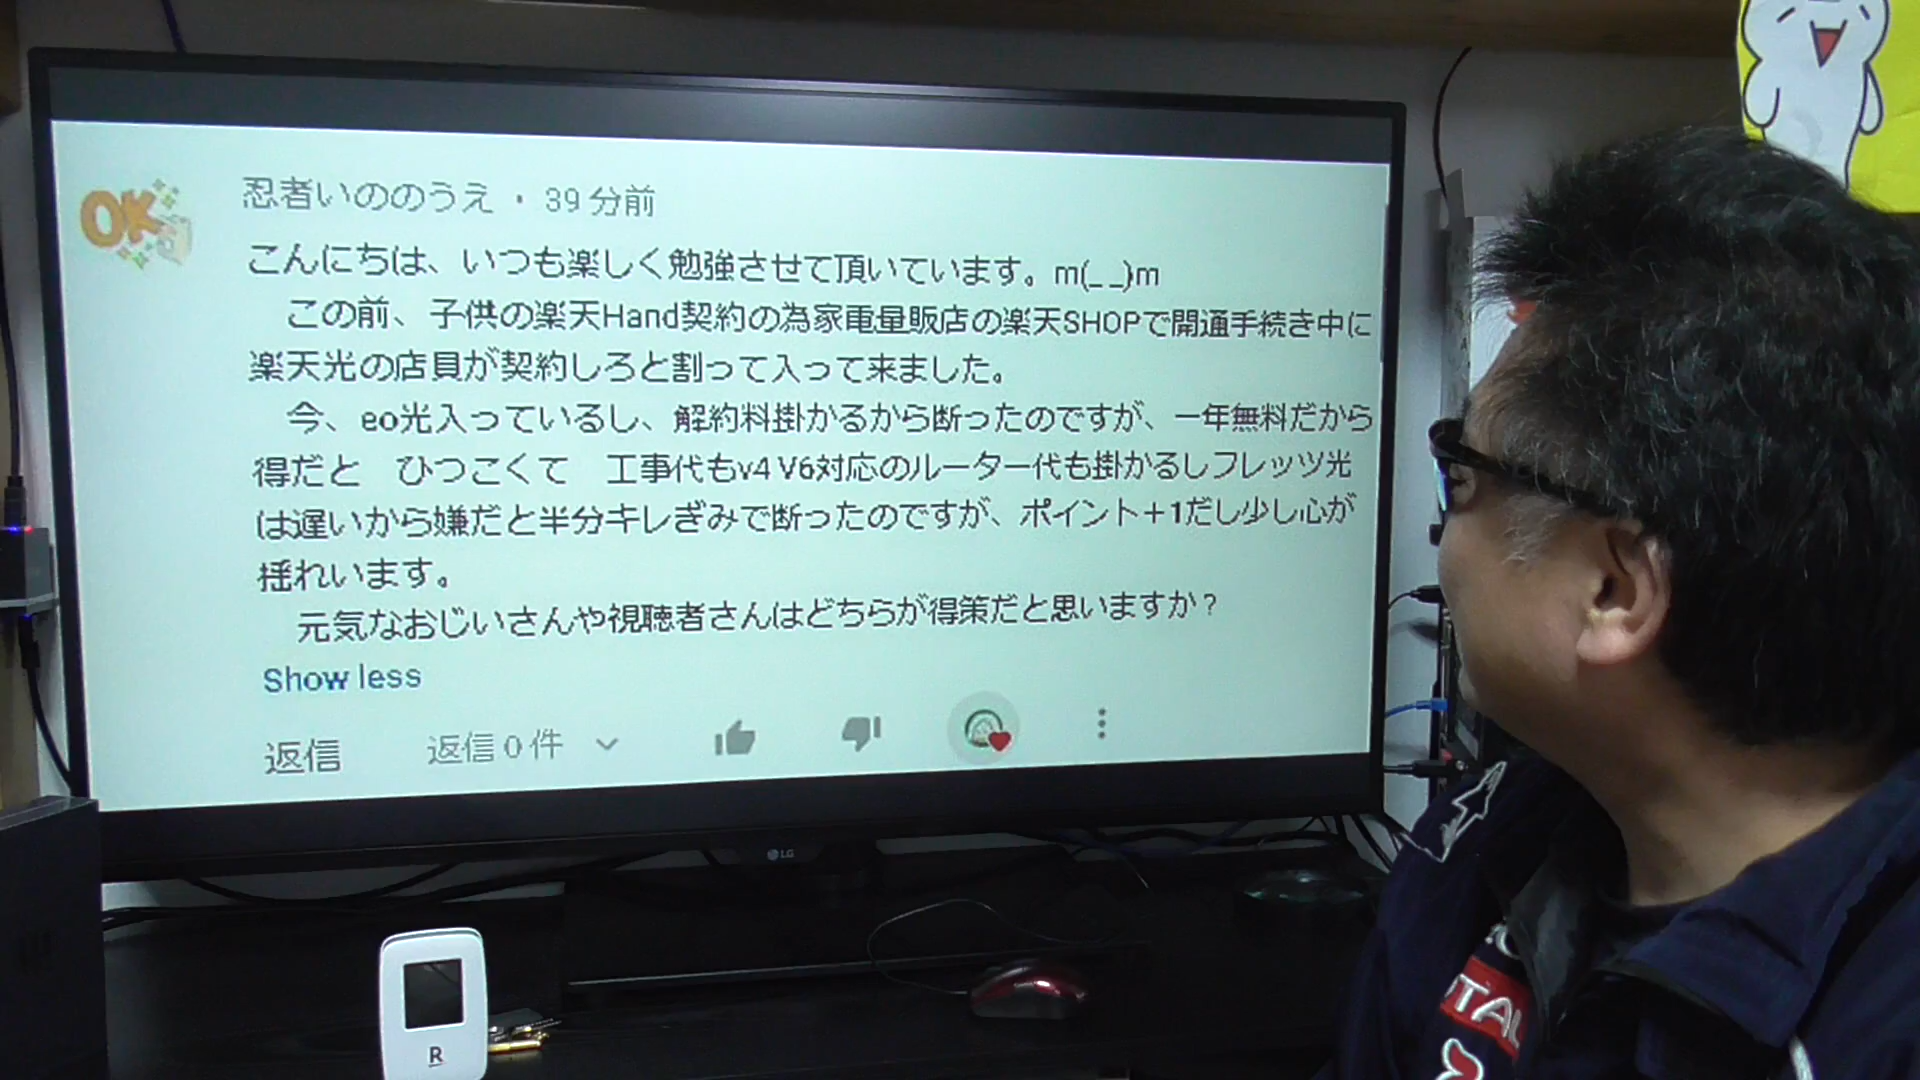 忍者いののうえ・39 分前
こんにちは、いつも楽しく勉強させて頂いています。m(_ _)m
この前、子供の楽天Hand契約の為家電量販店の楽天SHOPで開通手続き中に
楽天光の店員が契約しろと割って入って来ました。
今、eo光入っているし、解約料掛かるから断ったのですが、一年無料だから
得だと ひつこくて 工事代もv4 V6対応のルーター代も掛かるしフレッツ光
は遅いから嫌だと半分キレぎみで断ったのですが、ポイント+1だし少し心が
揺れいます。
元気なおじいさんや視聴者さんはどちらが得策だと思いますか?
Show less
返信 返信 0 件
OK
LG
R
TOTAL